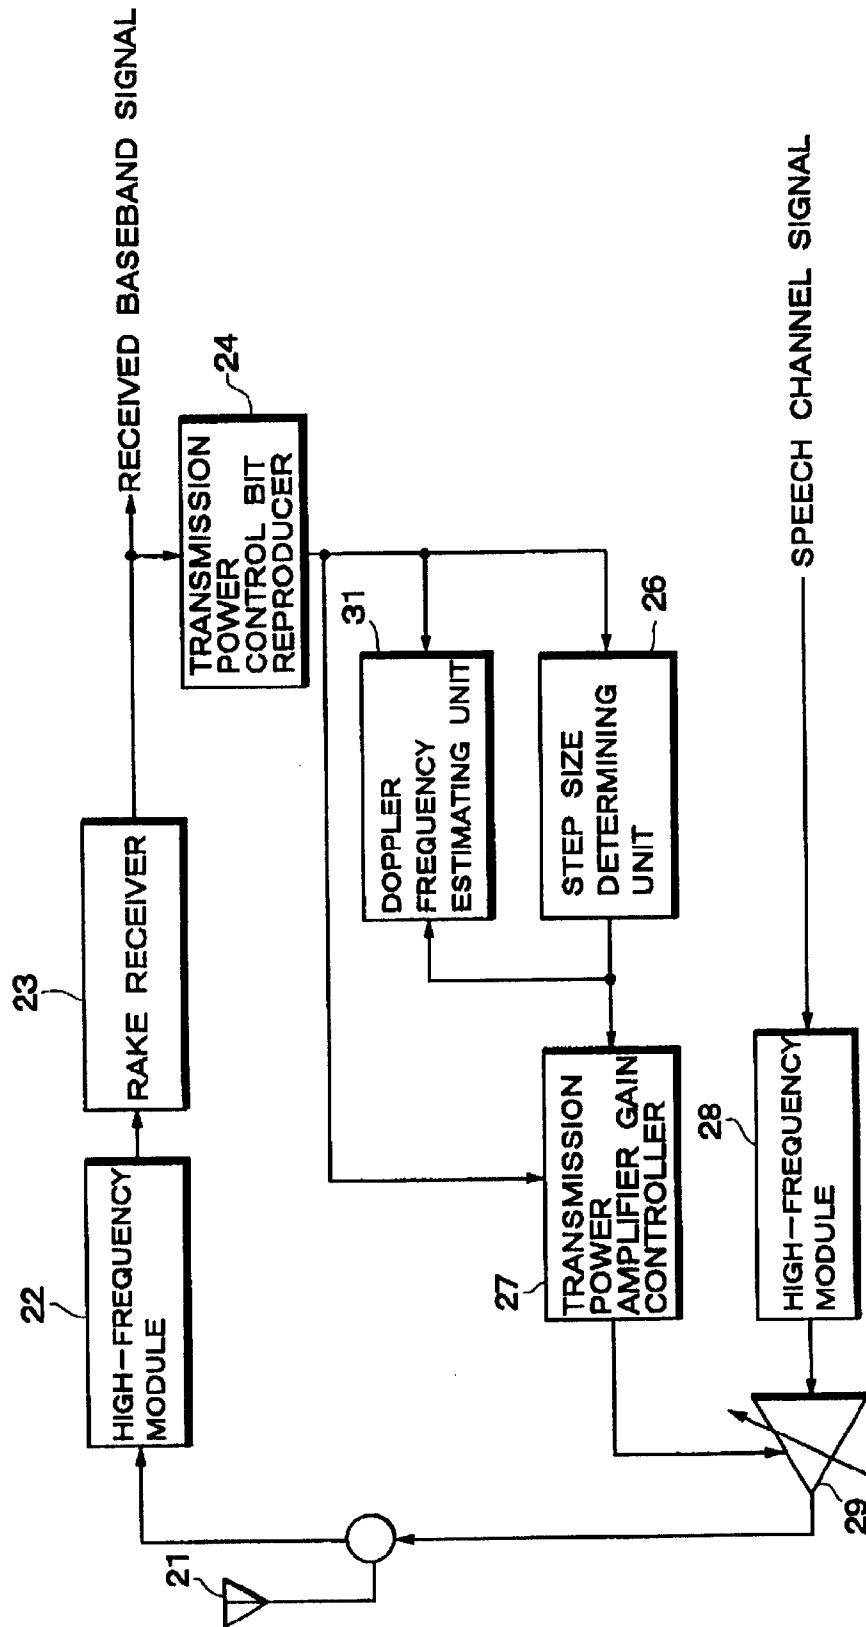 21
22
HIGH-FREQUENCY
MODULE
23
RAKE RECEIVER
RECEIVED BASEBAND SIGNAL
24
TRANSMISSION
POWER
CONTROL BIT
REPRODUCER
31
DOPPLER
FREQUENCY
ESTIMATING UNIT
26
STEP SIZE
DETERMINING
UNIT
27
TRANSMISSION
POWER
AMPLIFIER GAIN
CONTROLLER
28
HIGH-FREQUENCY
MODULE
SPEECH CHANNEL SIGNAL
29